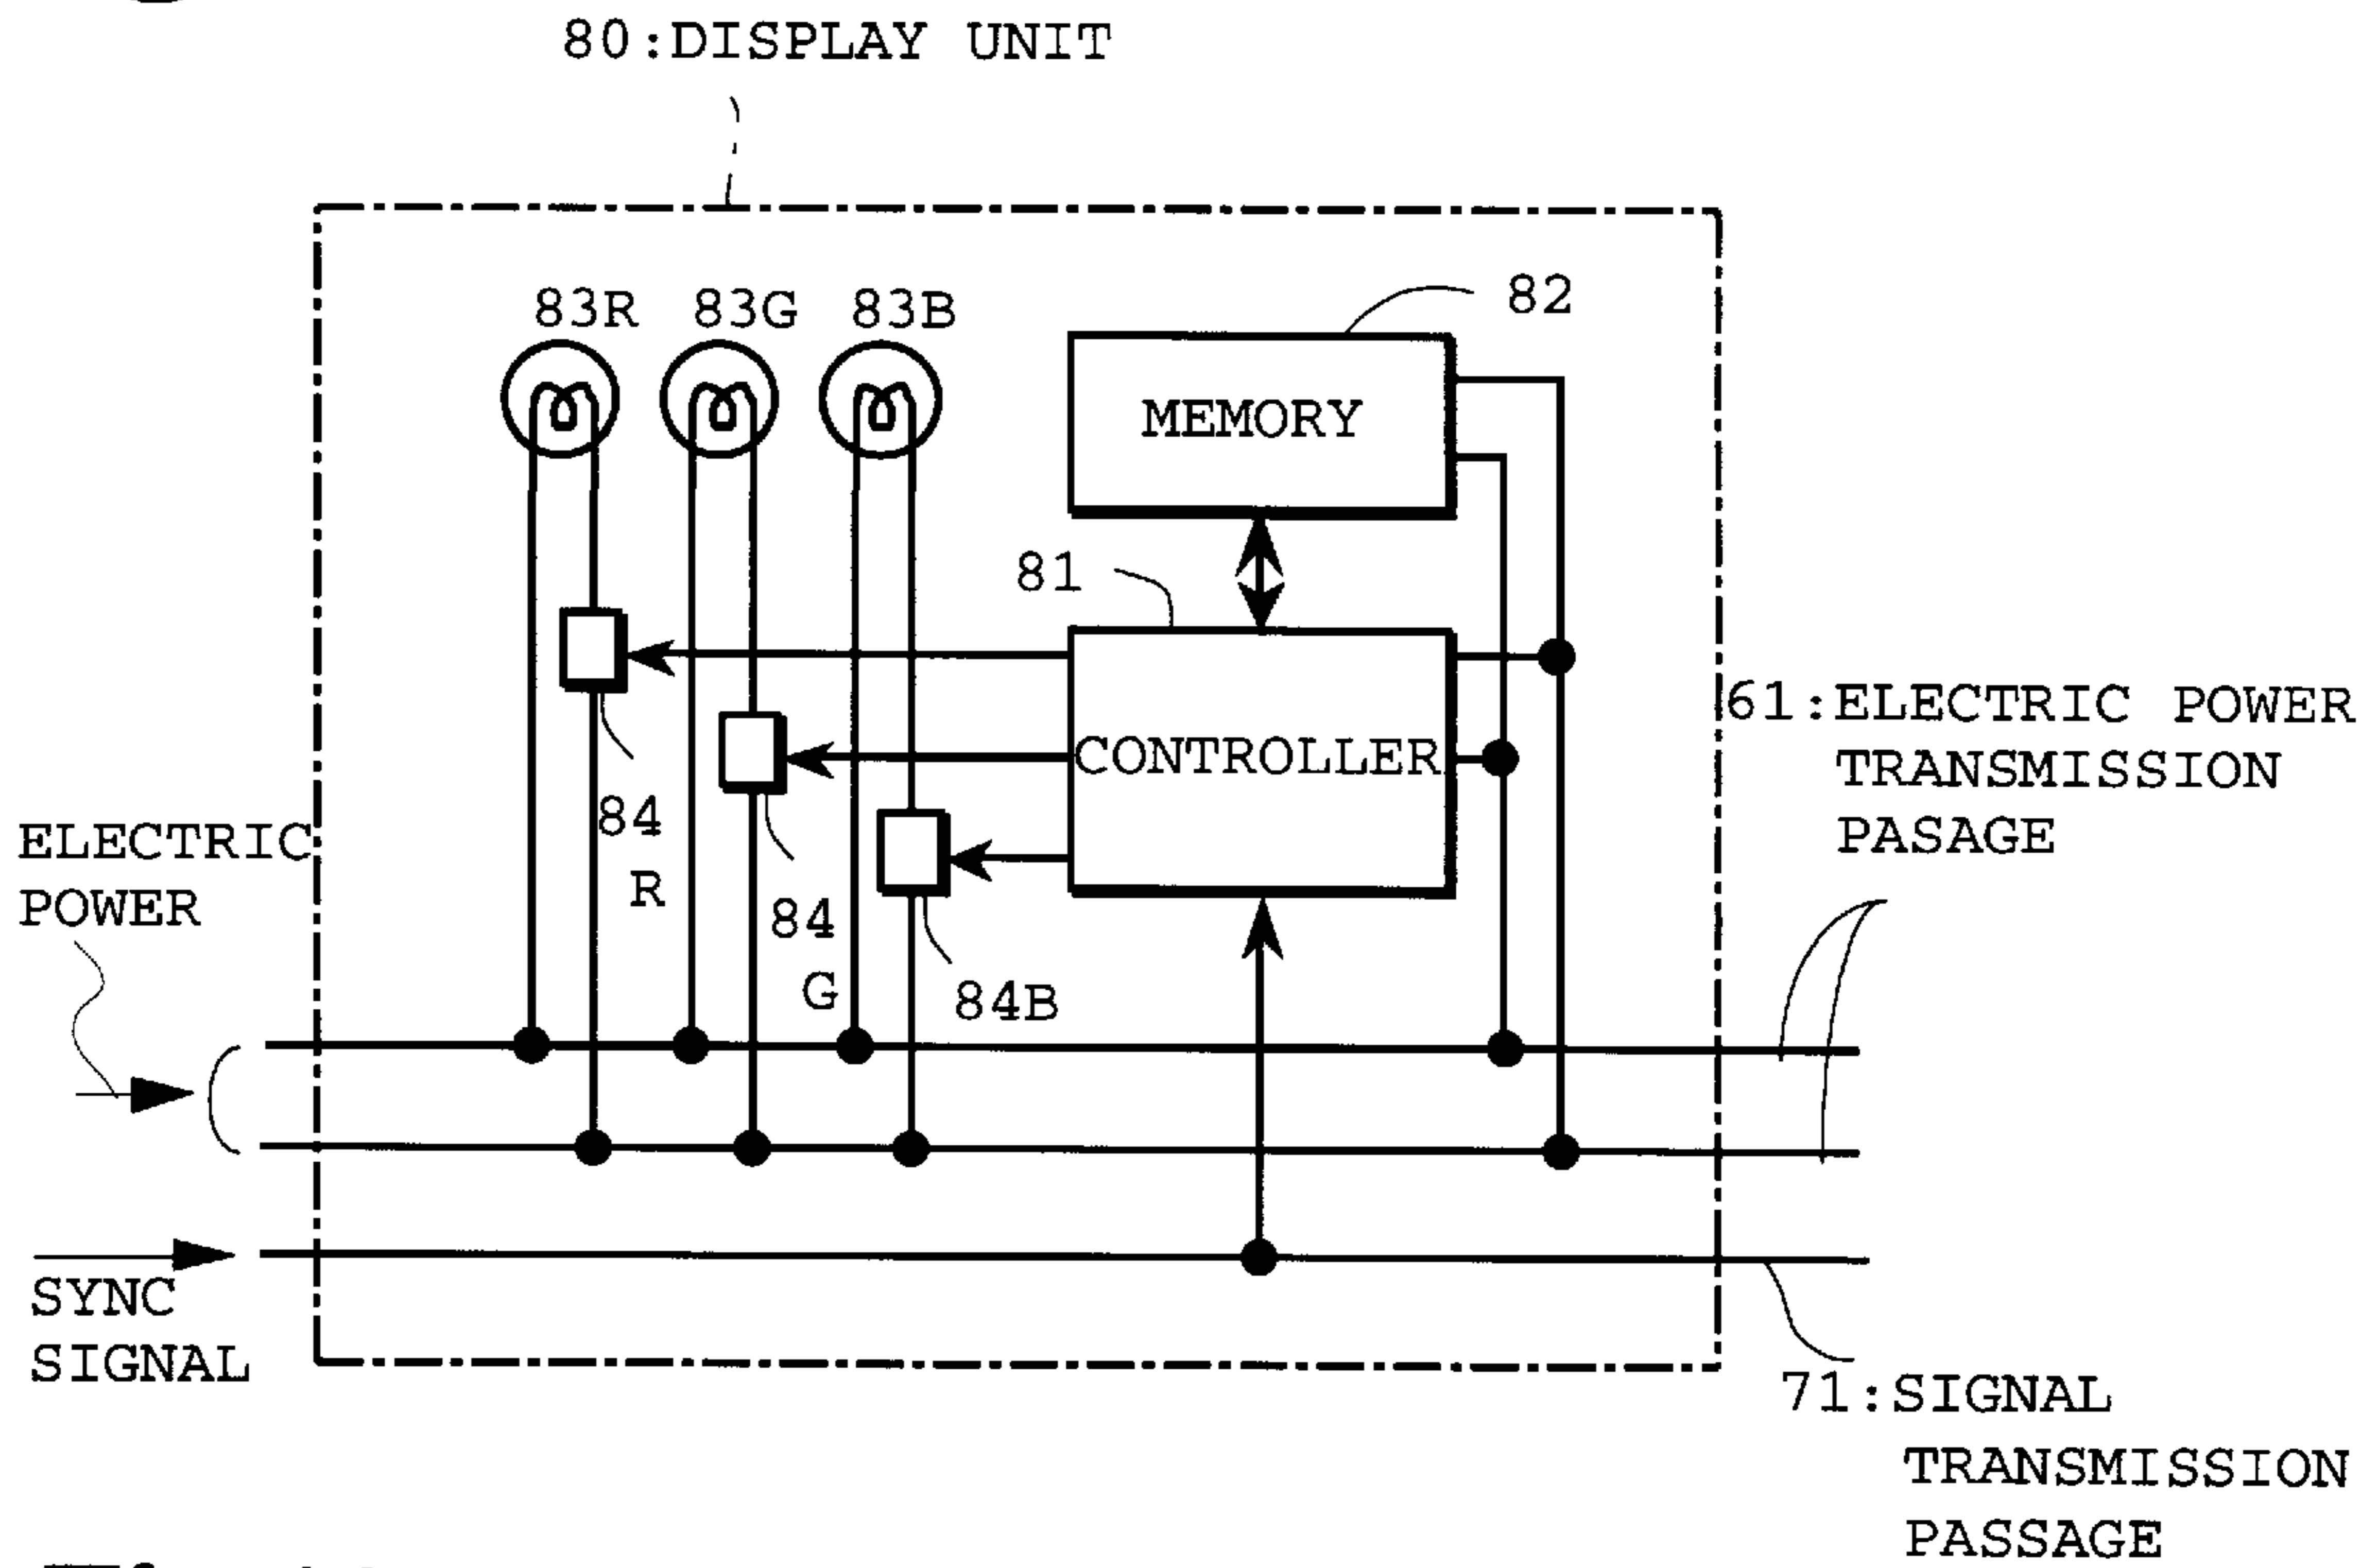 80:DISPLAY UNIT
83R 83G 83B
82
MEMORY
81
61:ELECTRIC POWER
TRANSMISSION
PASAGE
CONTROLLER
84
R
84
G
84B
ELECTRIC
POWER
SYNC
SIGNAL
71:SIGNAL
TRANSMISSION
PASSAGE